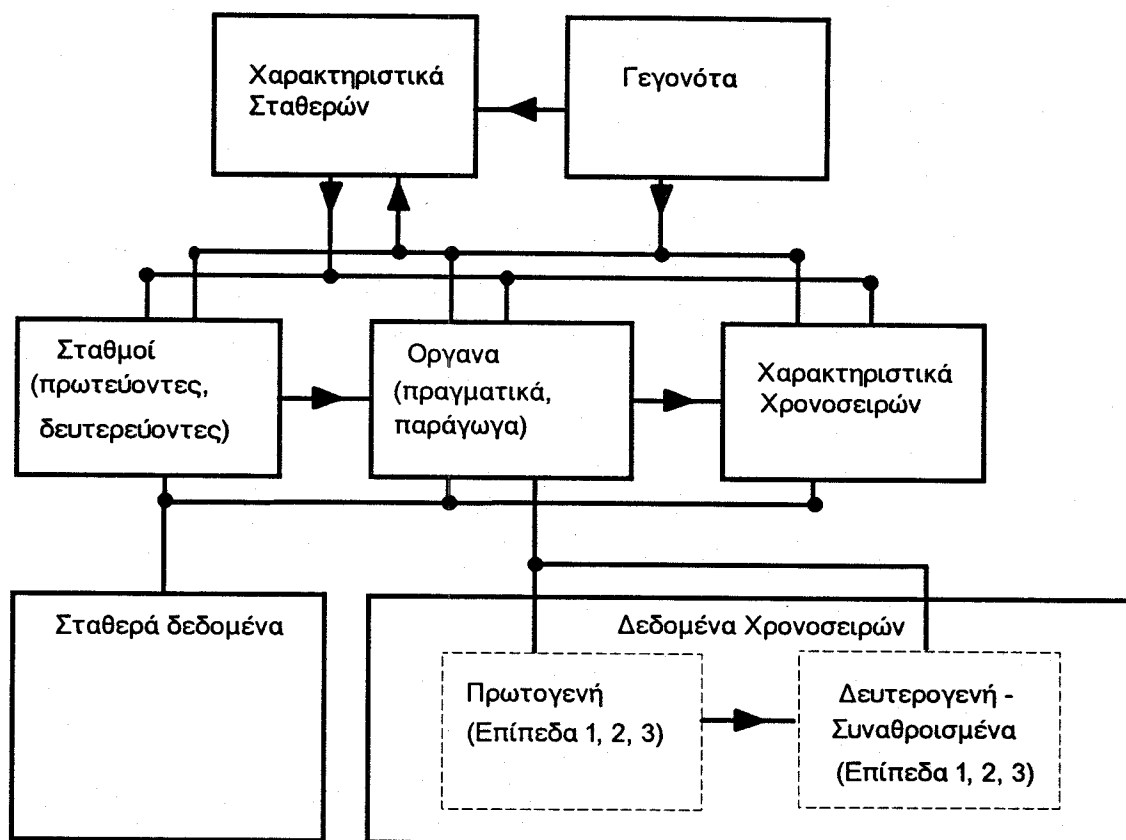 Χαρακτηριστικά
Σταθερών
Γεγονότα
Σταθμοί
(πρωτεύοντες,
δευτερεύοντες)
Οργανα
(πραγματικά,
παράγωγα)
Χαρακτηριστικά
Χρονοσειρών
Σταθερά δεδομένα
Δεδομένα Χρονοσειρών
Πρωτογενή
(Επίπεδα 1, 2, 3)
Δευτερογενή -
Συναθροισμένα
(Επίπεδα 1, 2, 3)